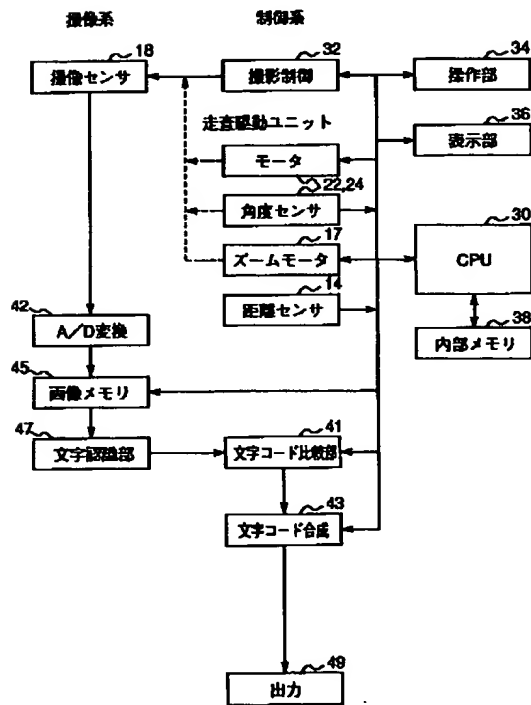 撮像系
制御系
18
32
34
撮像センサ
撮影制御
操作部
36
走査駆動ユニット
表示部
モータ
22,24
角度センサ
30
17
ズームモータ
CPU
14
距離センサ
38
内部メモリ
42
A/D変換
45
画像メモリ
47
41
文字認識部
文字コード比較部
43
文字コード合成
49
出力